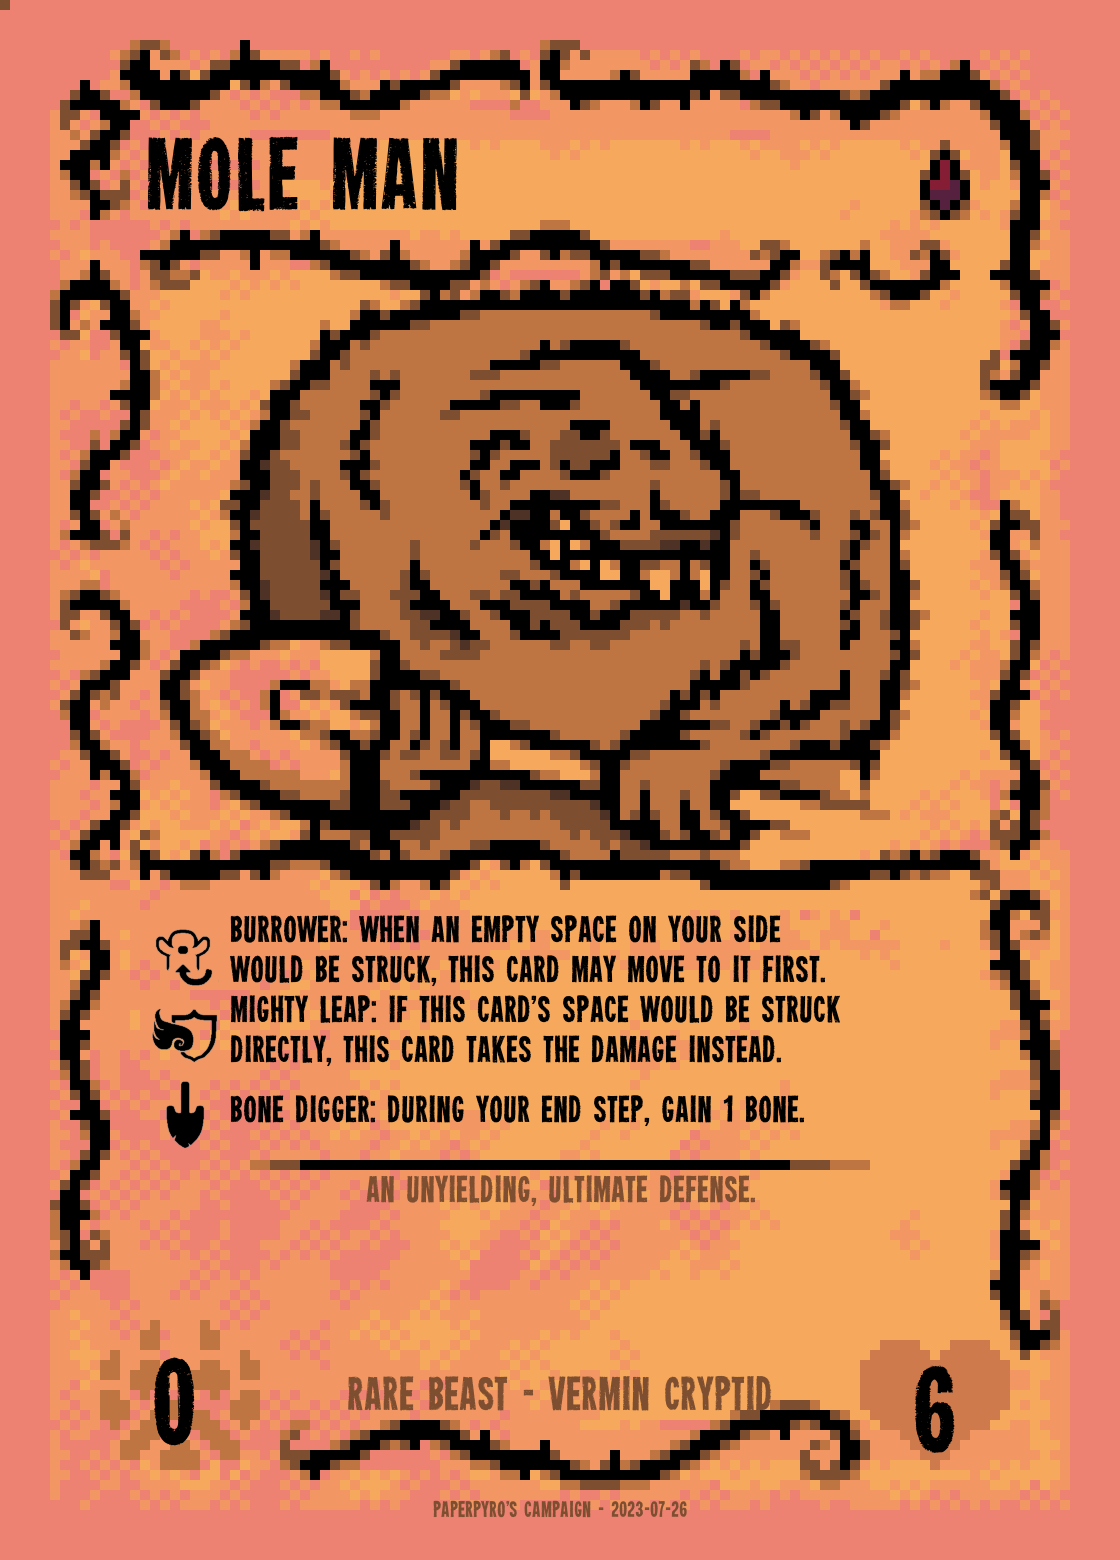 MOLE MAN
BURROWER: WHEN AN EMPTY SPACE ON YOUR SIDE
WOULD BE STRUCK, THIS CARD MAY MOVE TO IT FIRST.
MIGHTY LEAP: IF THIS CARD'S SPACE WOULD BE STRUCK
DIRECTLY, THIS CARD TAKES THE DAMAGE INSTEAD.
BONE DIGGER: DURING YOUR END STEP, GAIN 1 BONE.
AN UNYIELDING, ULTIMATE DEFENSE.
0
RARE BEAST - VERMIN CRYPTID
6
PAPERPYRO'S CAMPAIGN - 2023-07-26